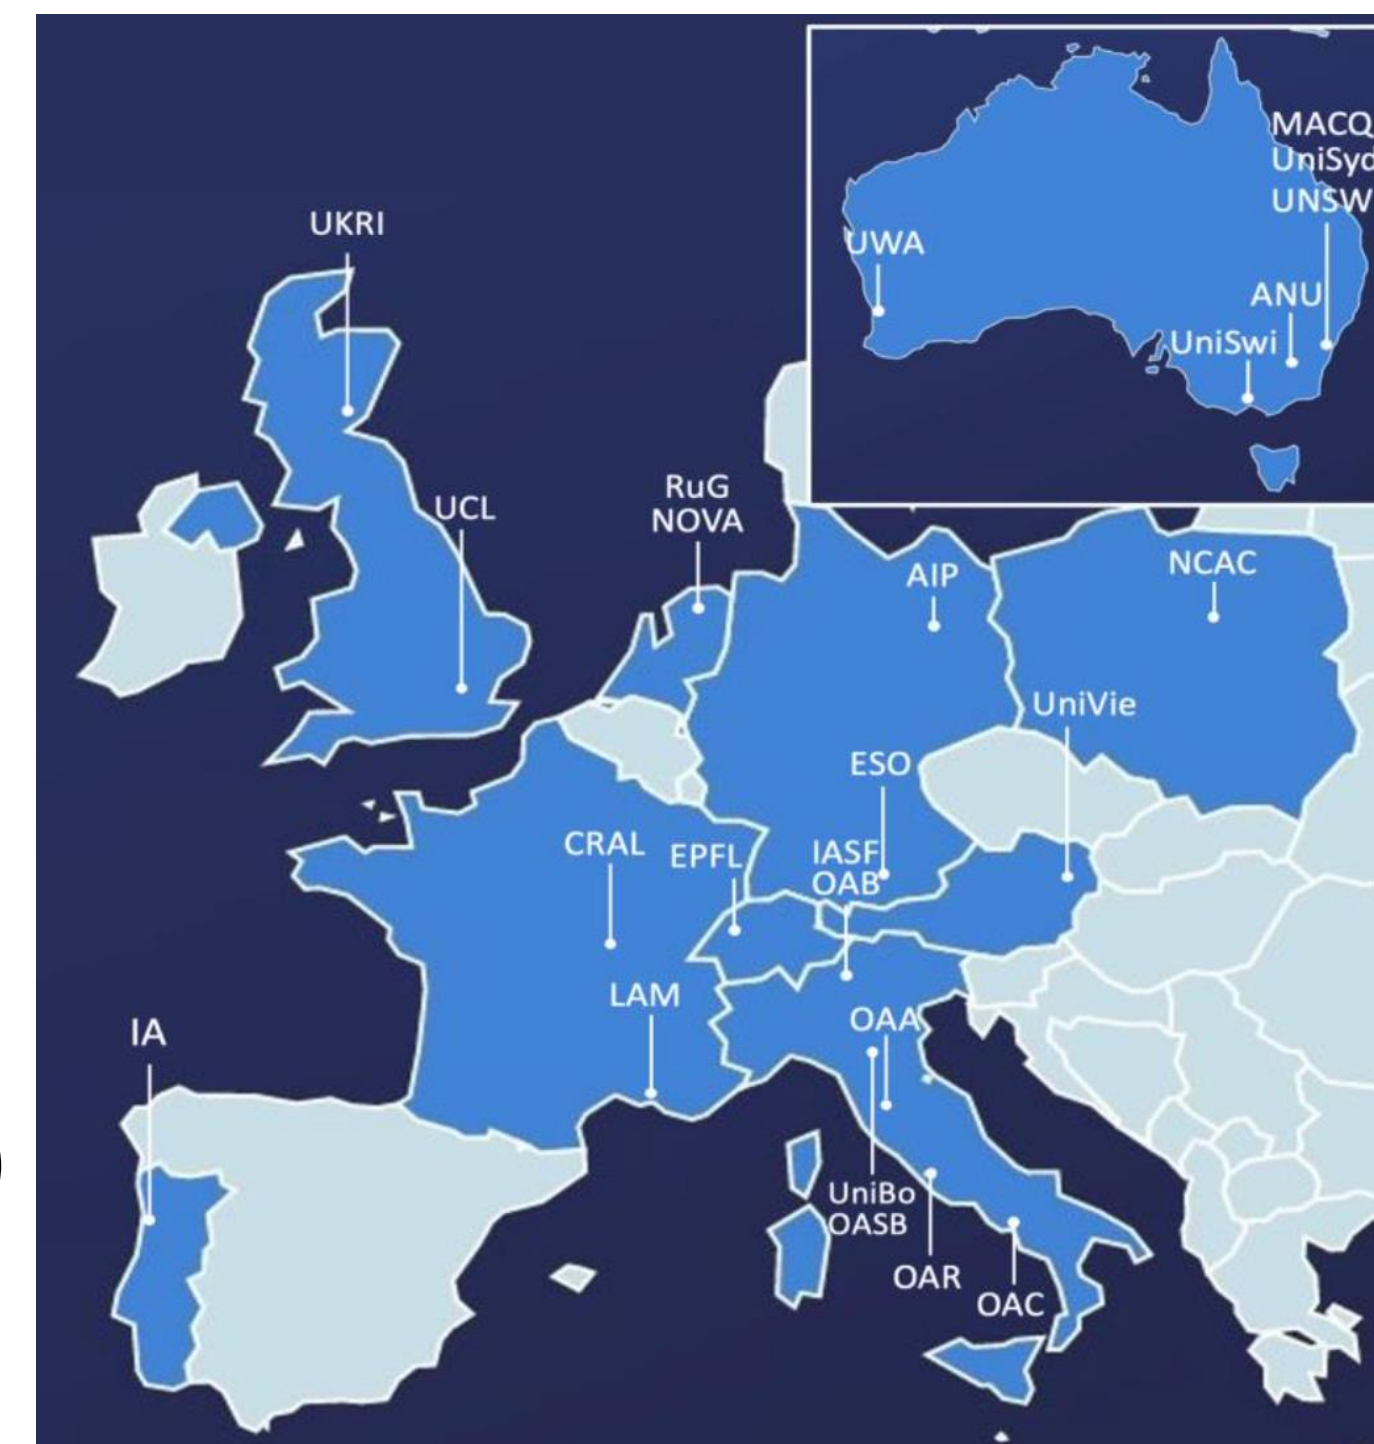 MACQ
UniSyd
UNSW
UWA
ANU
UniSwi
UKRI
UCL
RuG
NOVA
AIP
NCAC
UniVie
ESO
CRAL
EPFL
IASF
OAB
LAM
OAA
IA
UniBo
OASB
OAR
OAC
)